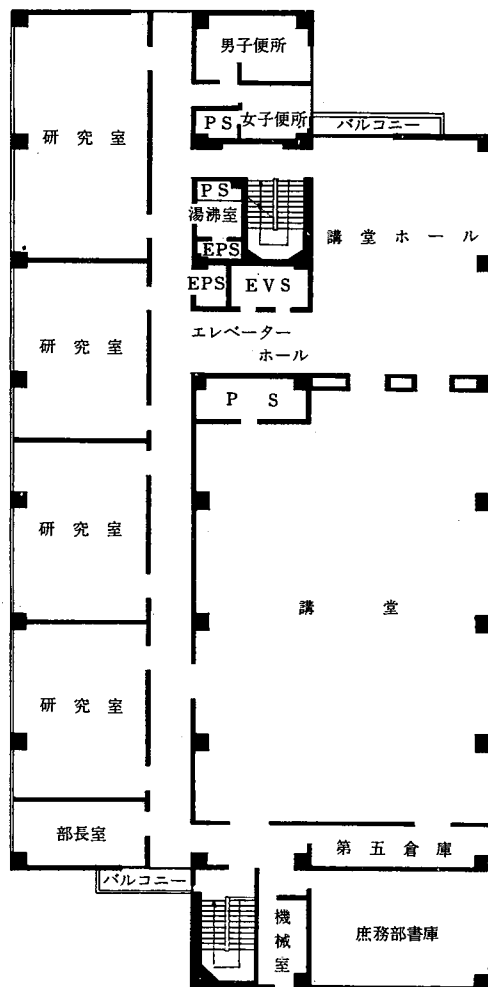 男子便所
研究室
PS
女子便所
バルコニー
PS
湯沸室
講堂ホール
EPS
EPS
EVS
研究室
エレベーター
ホール
PS
研究室
講堂
研究室
部長室
第五倉庫
バルコニー
機械室
庶務部書庫